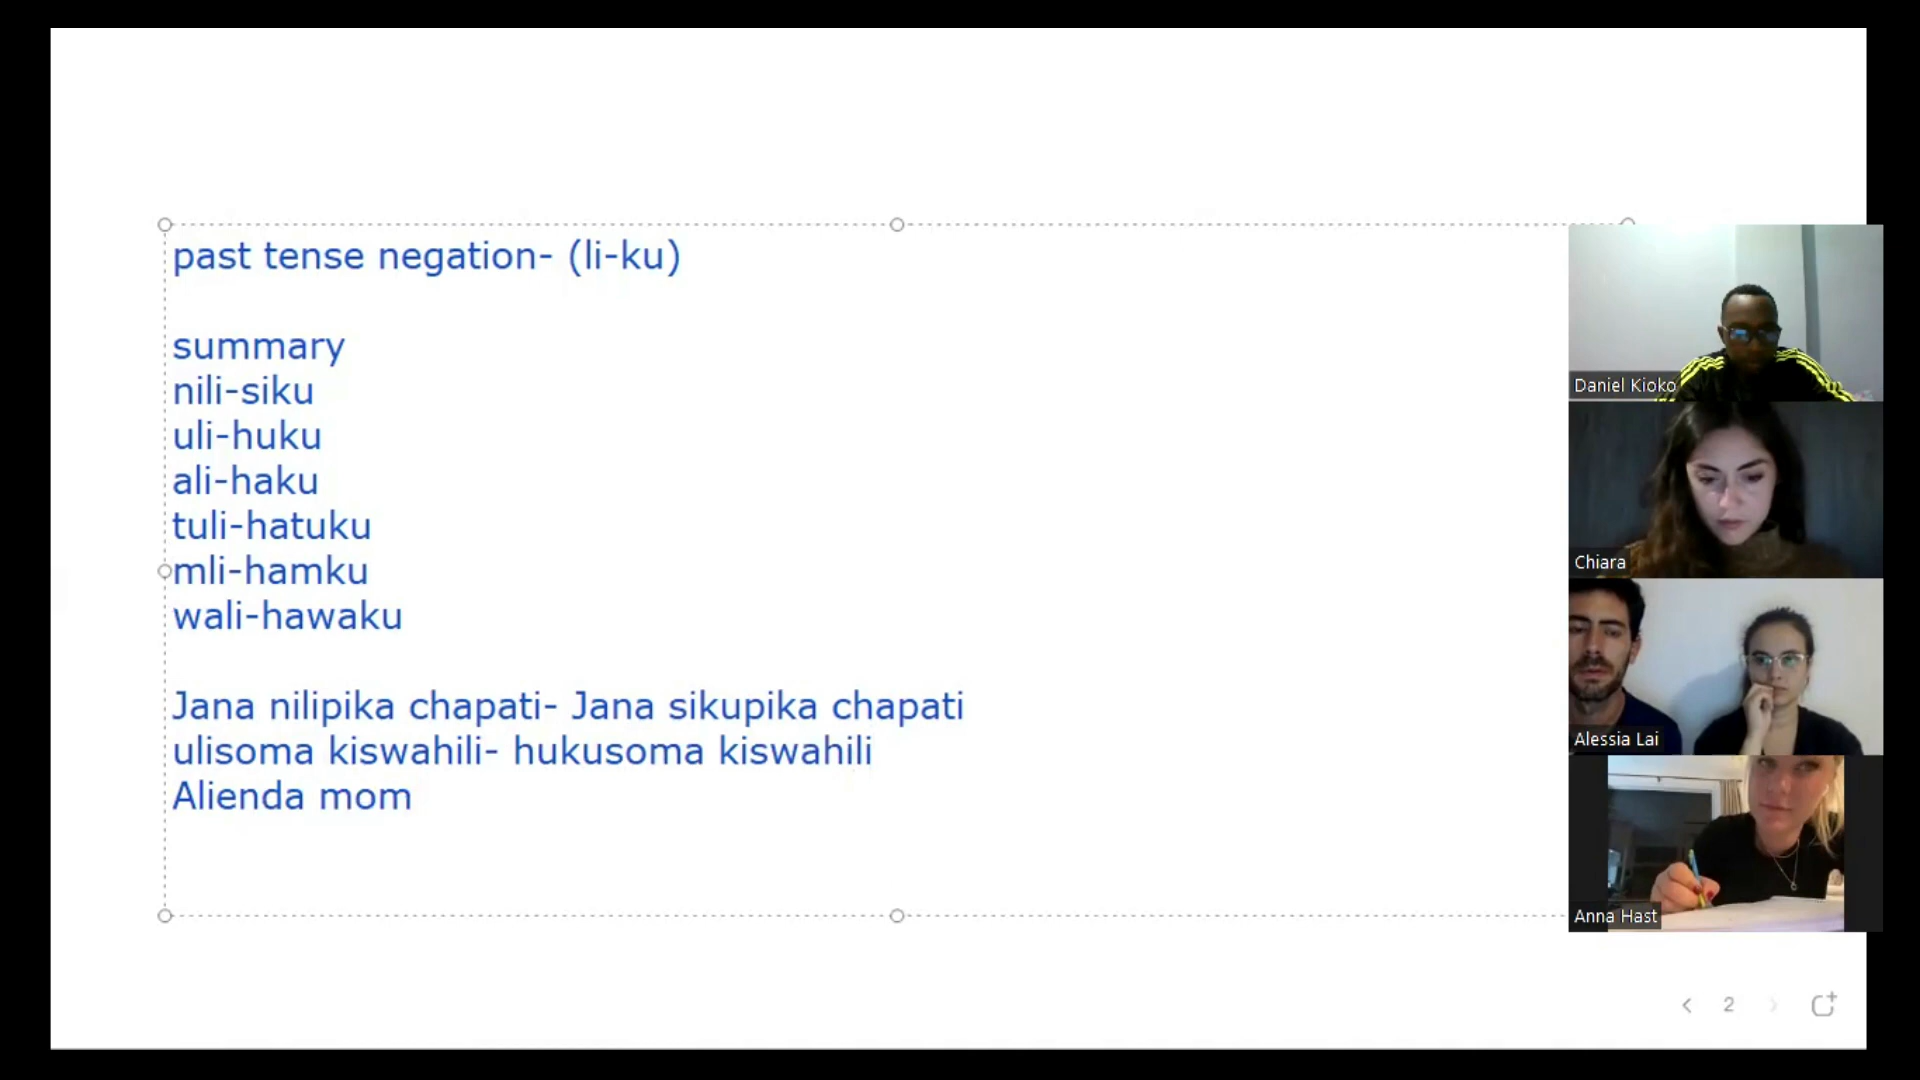 past tense negation- (li-ku)
summary
nili-siku
uli-huku
ali-haku
tuli-hatuku
mli-hamku
wali-hawaku
Jana nilipika chapati- Jana sikupika chapati
ulisoma kiswahili- hukusoma kiswahili
Alienda mom
Daniel Kioko
Chiara
Alessia Lai
Anna Hast
2